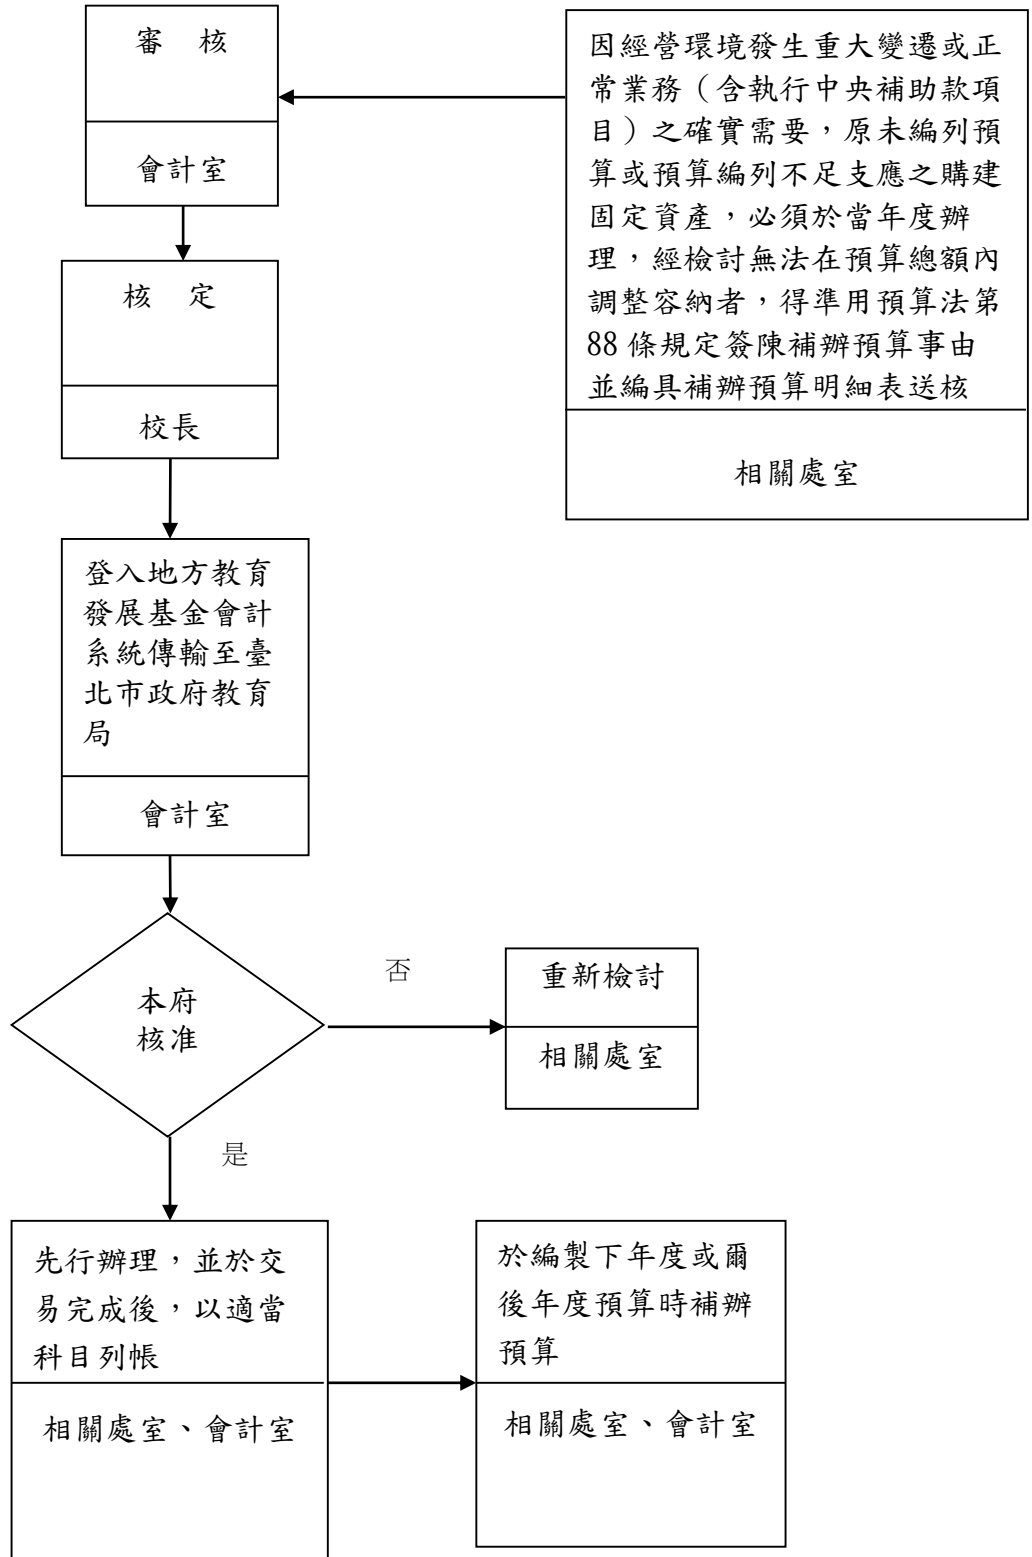 審　核
會計室
因經營環境發生重大變遷或正
常業務（含執行中央補助款項
目）之確實需要，原未編列預
算或預算編列不足支應之購建
固定資產，必須於當年度辦
理，經檢討無法在預算總額內
調整容納者，得準用預算法第
88 條規定簽陳補辦預算事由
並編具補辦預算明細表送核
相關處室
核　定
校長
登入地方教育
發展基金會計
系統傳輸至臺
北市政府教育
局
會計室
本府
核准
否
重新檢討
相關處室
是
先行辦理，並於交
易完成後，以適當
科目列帳
相關處室、會計室
於編製下年度或爾
後年度預算時補辦
預算
相關處室、會計室